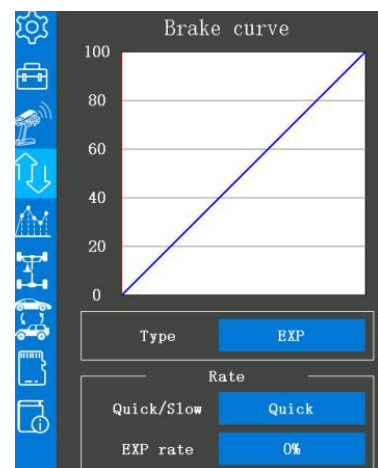 Brake curve
100
80
60
40
20
0
Type EXP
Rate
Quick/Slow Quick
EXP rate 0%